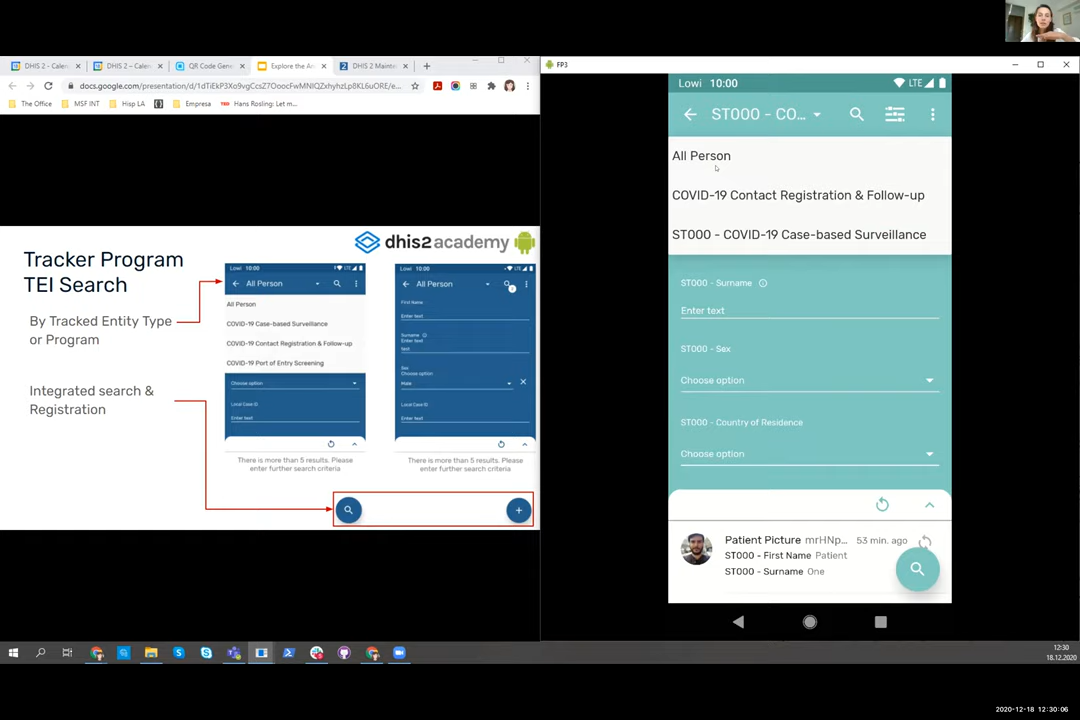 DHIS 2 - Calen
DHIS 2 – Calen
QR Code Gene
Explore the An
DHIS 2 Mainte
docs.google.com/presentation/d/1dTiEkP3Xo9vgCcsZ7OoocFwMNIQZxhyhzLp8KL6uORE/e...
The Office
MSF INT
Hisp LA
Empresa
TED
Hans Rosling: Let m...
dhis2academy
Tracker Program
TEI Search
By Tracked Entity Type
or Program
Integrated search &
Registration
Lowi 10:00
LTE
All Person
All Person
COVID-19 Case-based Surveillance
COVID-19 Contact Registration & Follow-up
COVID-19 Port of Entry Screening
Choose option
Local Case ID
Enter text
There is more than 5 results. Please
enter further search criteria
Lowi 10:00
LTE
All Person
First Name
Enter text
Surname
Enter text
test
Sex
Choose option
Male
Local Case ID
Enter text
There is more than 5 results. Please
enter further search criteria
FP3
Lowi 10:00
LTE
ST000 - CO...
All Person
COVID-19 Contact Registration & Follow-up
ST000 - COVID-19 Case-based Surveillance
ST000 - Surname
Enter text
ST000 - Sex
Choose option
ST000 - Country of Residence
Choose option
Patient Picture mrHNp... 53 min. ago
ST000 - First Name Patient
ST000 - Surname One
12:30
18.12.2020
2020-12-18 12:30:06